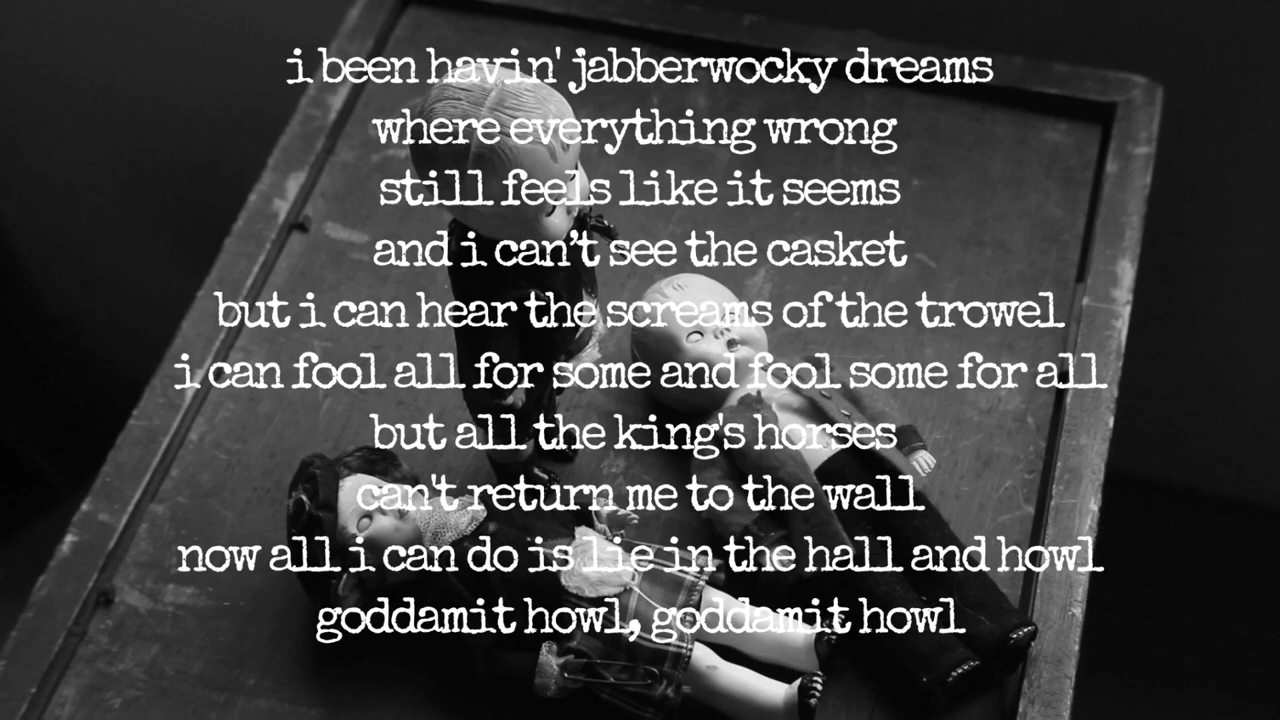 i been havin' jabberwocky dreams
where everything wrong
still feels like it seems
and i can’t see the casket
but i can hear the screams of the trowel
i can fool all for some and fool some for all
but all the king's horses
can't return me to the wall
now all i can do is lie in the hall and howl
goddamit howl, goddamit howl